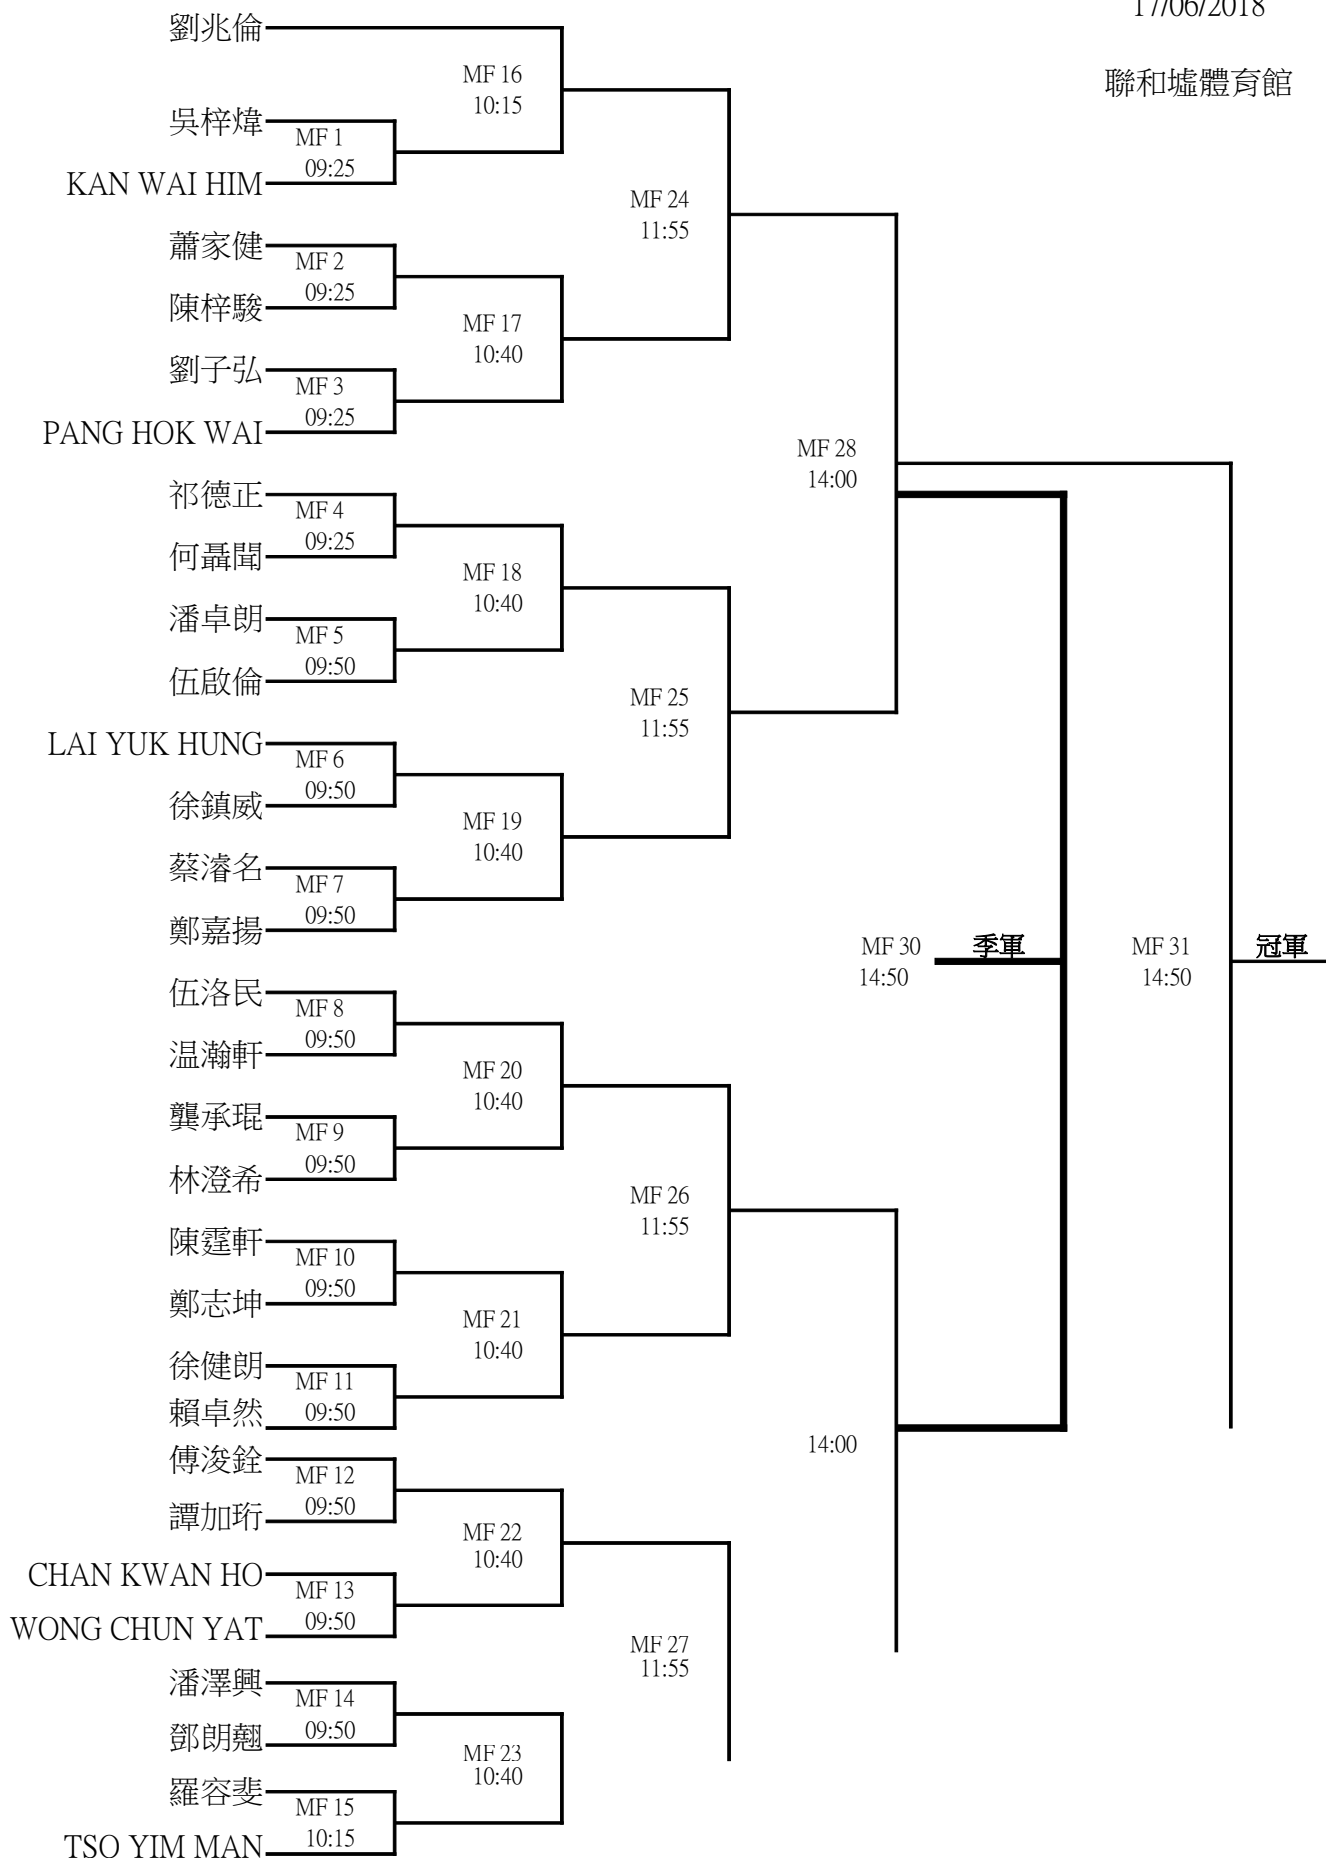 17/06/2018
聯和墟體育館
劉兆倫
MF 16
10:15
吳梓煒
MF 1
09:25
KAN WAI HIM
MF 24
11:55
蕭家健
MF 2
09:25
陳梓駿
MF 17
10:40
劉子弘
MF 3
09:25
PANG HOK WAI
MF 28
14:00
祁德正
MF 4
09:25
何聶聞
MF 18
10:40
潘卓朗
MF 5
09:50
伍啟倫
MF 25
11:55
LAI YUK HUNG
MF 6
09:50
徐鎮威
MF 19
10:40
蔡濬名
MF 7
09:50
鄭嘉揚
MF 30
14:50
季軍
MF 31
14:50
冠軍
伍洛民
MF 8
09:50
温瀚軒
MF 20
10:40
龔承琨
MF 9
09:50
林澄希
MF 26
11:55
陳霆軒
MF 10
09:50
鄭志坤
MF 21
10:40
徐健朗
MF 11
09:50
賴卓然
14:00
傅浚銓
MF 12
09:50
譚加珩
MF 22
10:40
CHAN KWAN HO
MF 13
09:50
WONG CHUN YAT
MF 27
11:55
潘澤興
MF 14
09:50
鄧朗翹
MF 23
10:40
羅容斐
MF 15
10:15
TSO YIM MAN